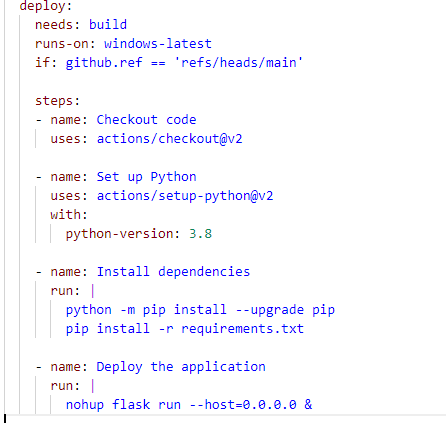 deploy:
needs: build
runs-on: windows-latest
if: github.ref == 'refs/heads/main'
steps:
- name: Checkout code
uses: actions/checkout@v2
- name: Set up Python
uses: actions/setup-python@v2
with:
python-version: 3.8
- name: Install dependencies
run: |
python -m pip install --upgrade pip
pip install -r requirements.txt
- name: Deploy the application
run: |
nohup flask run --host=0.0.0.0 &